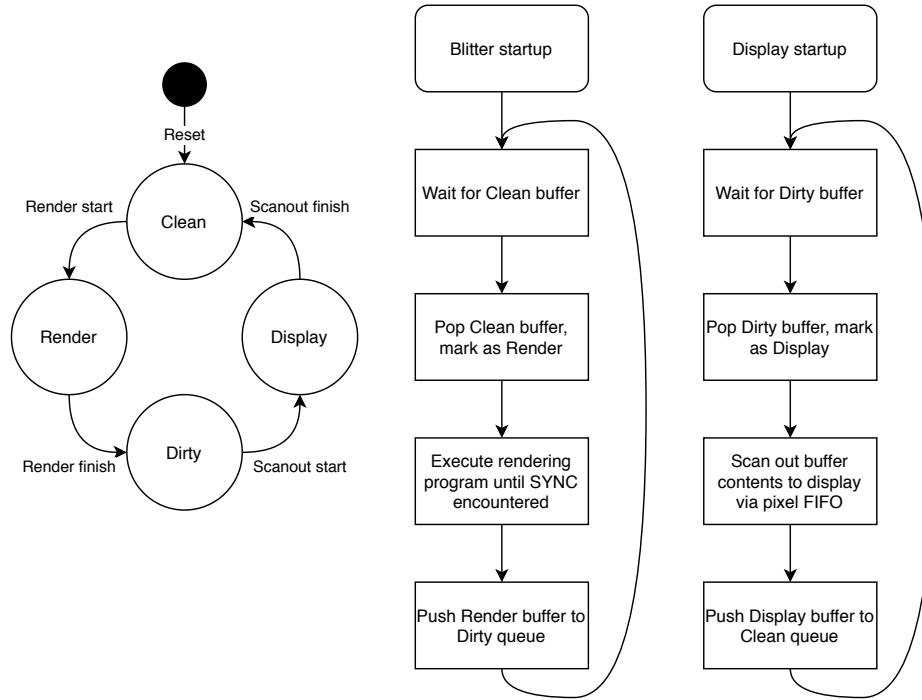 Reset
Clean
Render start
Scanout finish
Render
Display
Render finish
Dirty
Scanout start
Blitter startup
Wait for Clean buffer
Pop Clean buffer,
mark as Render
Execute rendering
program until SYNC
encountered
Push Render buffer to
Dirty queue
Display startup
Wait for Dirty buffer
Pop Dirty buffer, mark
as Display
Scan out buffer
contents to display
via pixel FIFO
Push Display buffer to
Clean queue